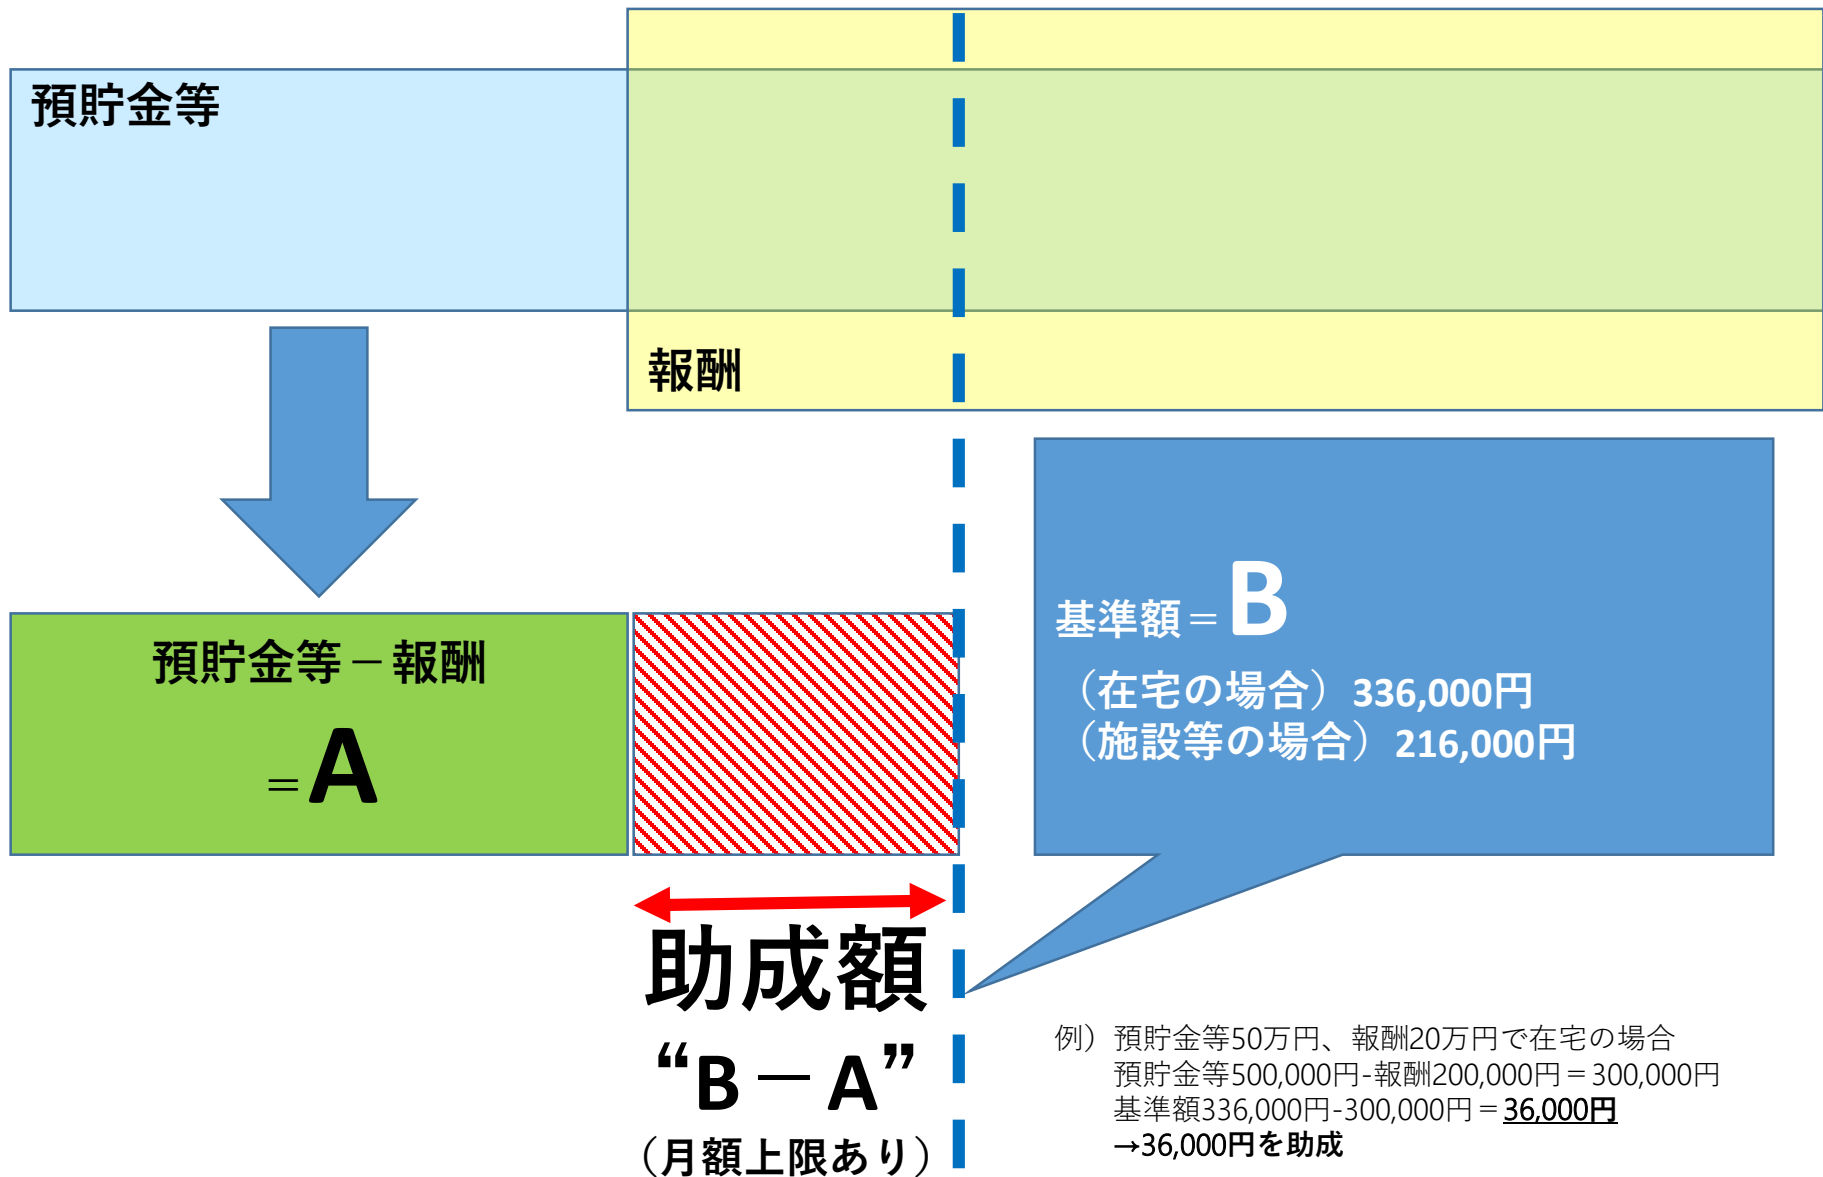 預貯金等
報酬
預貯金等－報酬
＝A
基準額＝B
（在宅の場合）336,000円
（施設等の場合）216,000円
助成額
“B－A”
（月額上限あり）
例）預貯金等50万円、報酬20万円で在宅の場合
預貯金等500,000円-報酬200,000円＝300,000円
基準額336,000円-300,000円＝36,000円
→36,000円を助成